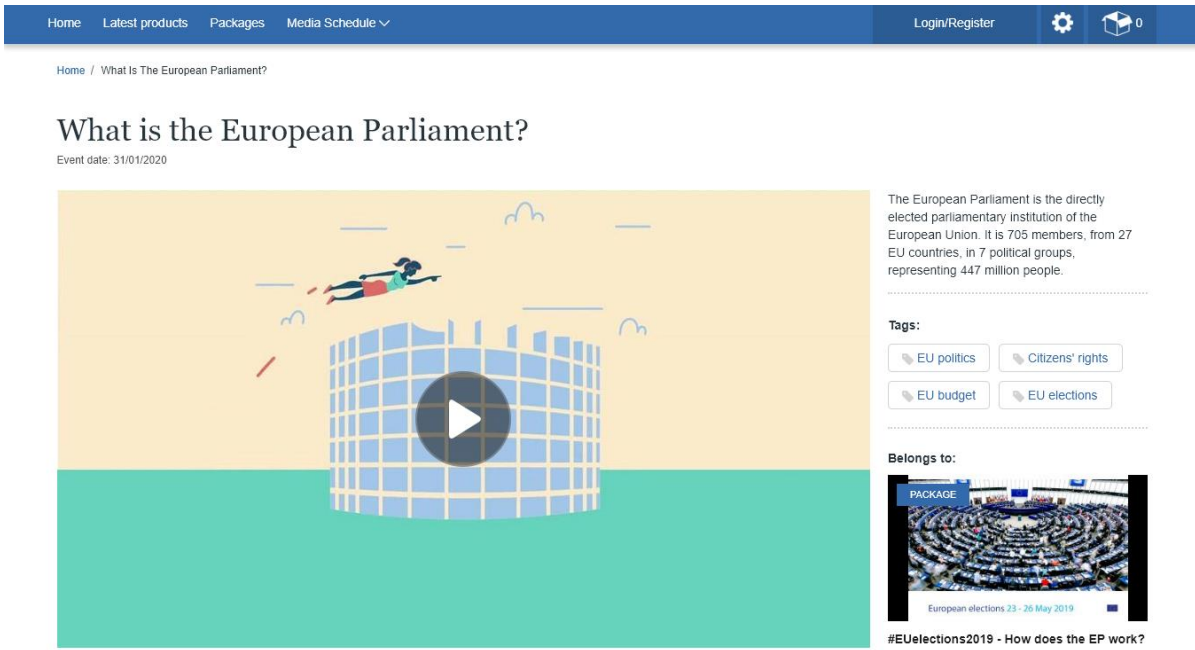 Home Latest products Packages Media Schedule Login/Register 0
Home / What Is The European Parliament?
What is the European Parliament?
Event date: 31/01/2020
The European Parliament is the directly
elected parliamentary institution of the
European Union. It is 705 members, from 27
EU countries, in 7 political groups,
representing 447 million people.
Tags:
EU politics Citizens' rights
EU budget EU elections
Belongs to:
PACKAGE
European elections 23 - 26 May 2019
#EUelections2019 - How does the EP work?